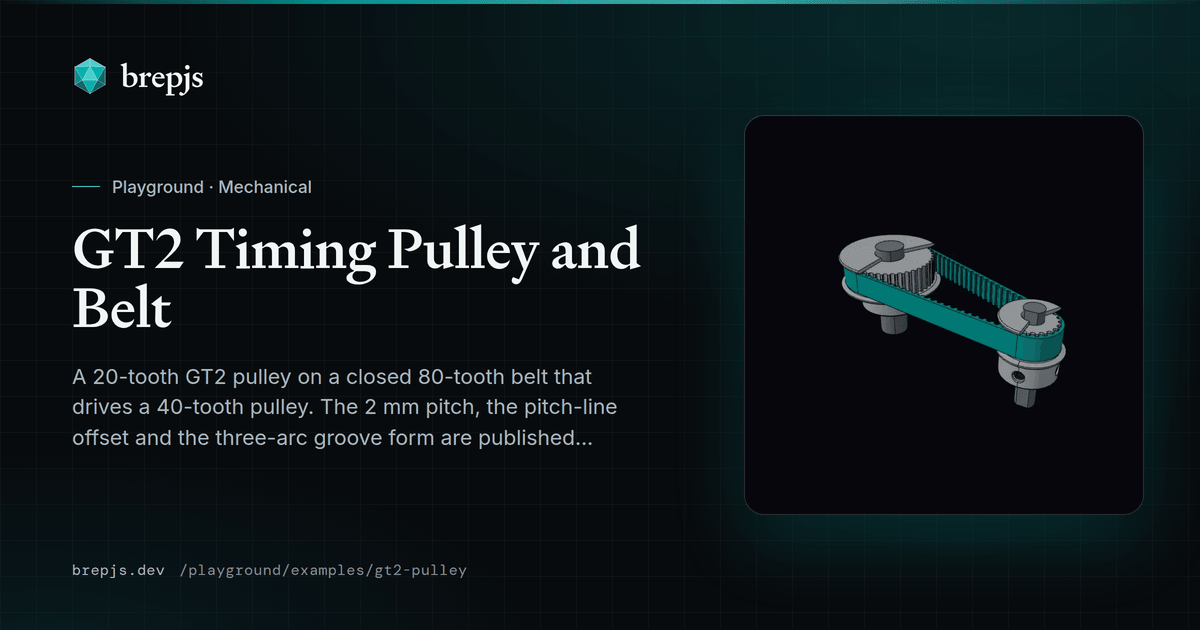 brepjs
Playground · Mechanical
GT2 Timing Pulley and
Belt
A 20-tooth GT2 pulley on a closed 80-tooth belt that
drives a 40-tooth pulley. The 2 mm pitch, the pitch-line
offset and the three-arc groove form are published...
brepjs.dev /playground/examples/gt2-pulley